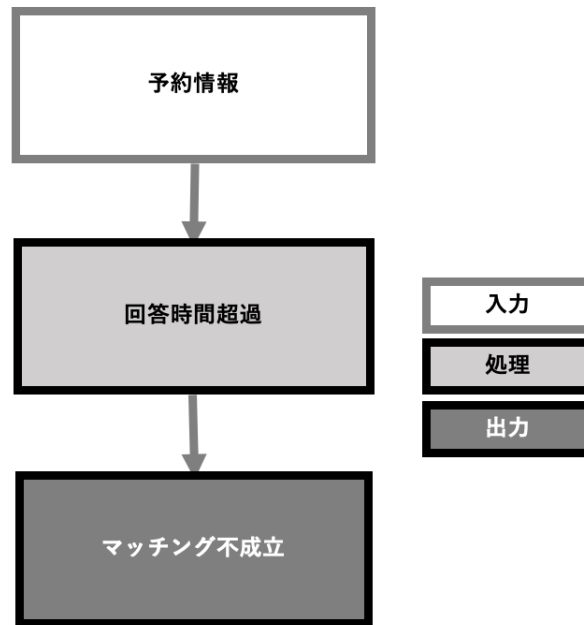 予約情報
回答時間超過
マッチング不成立
入力
処理
出力